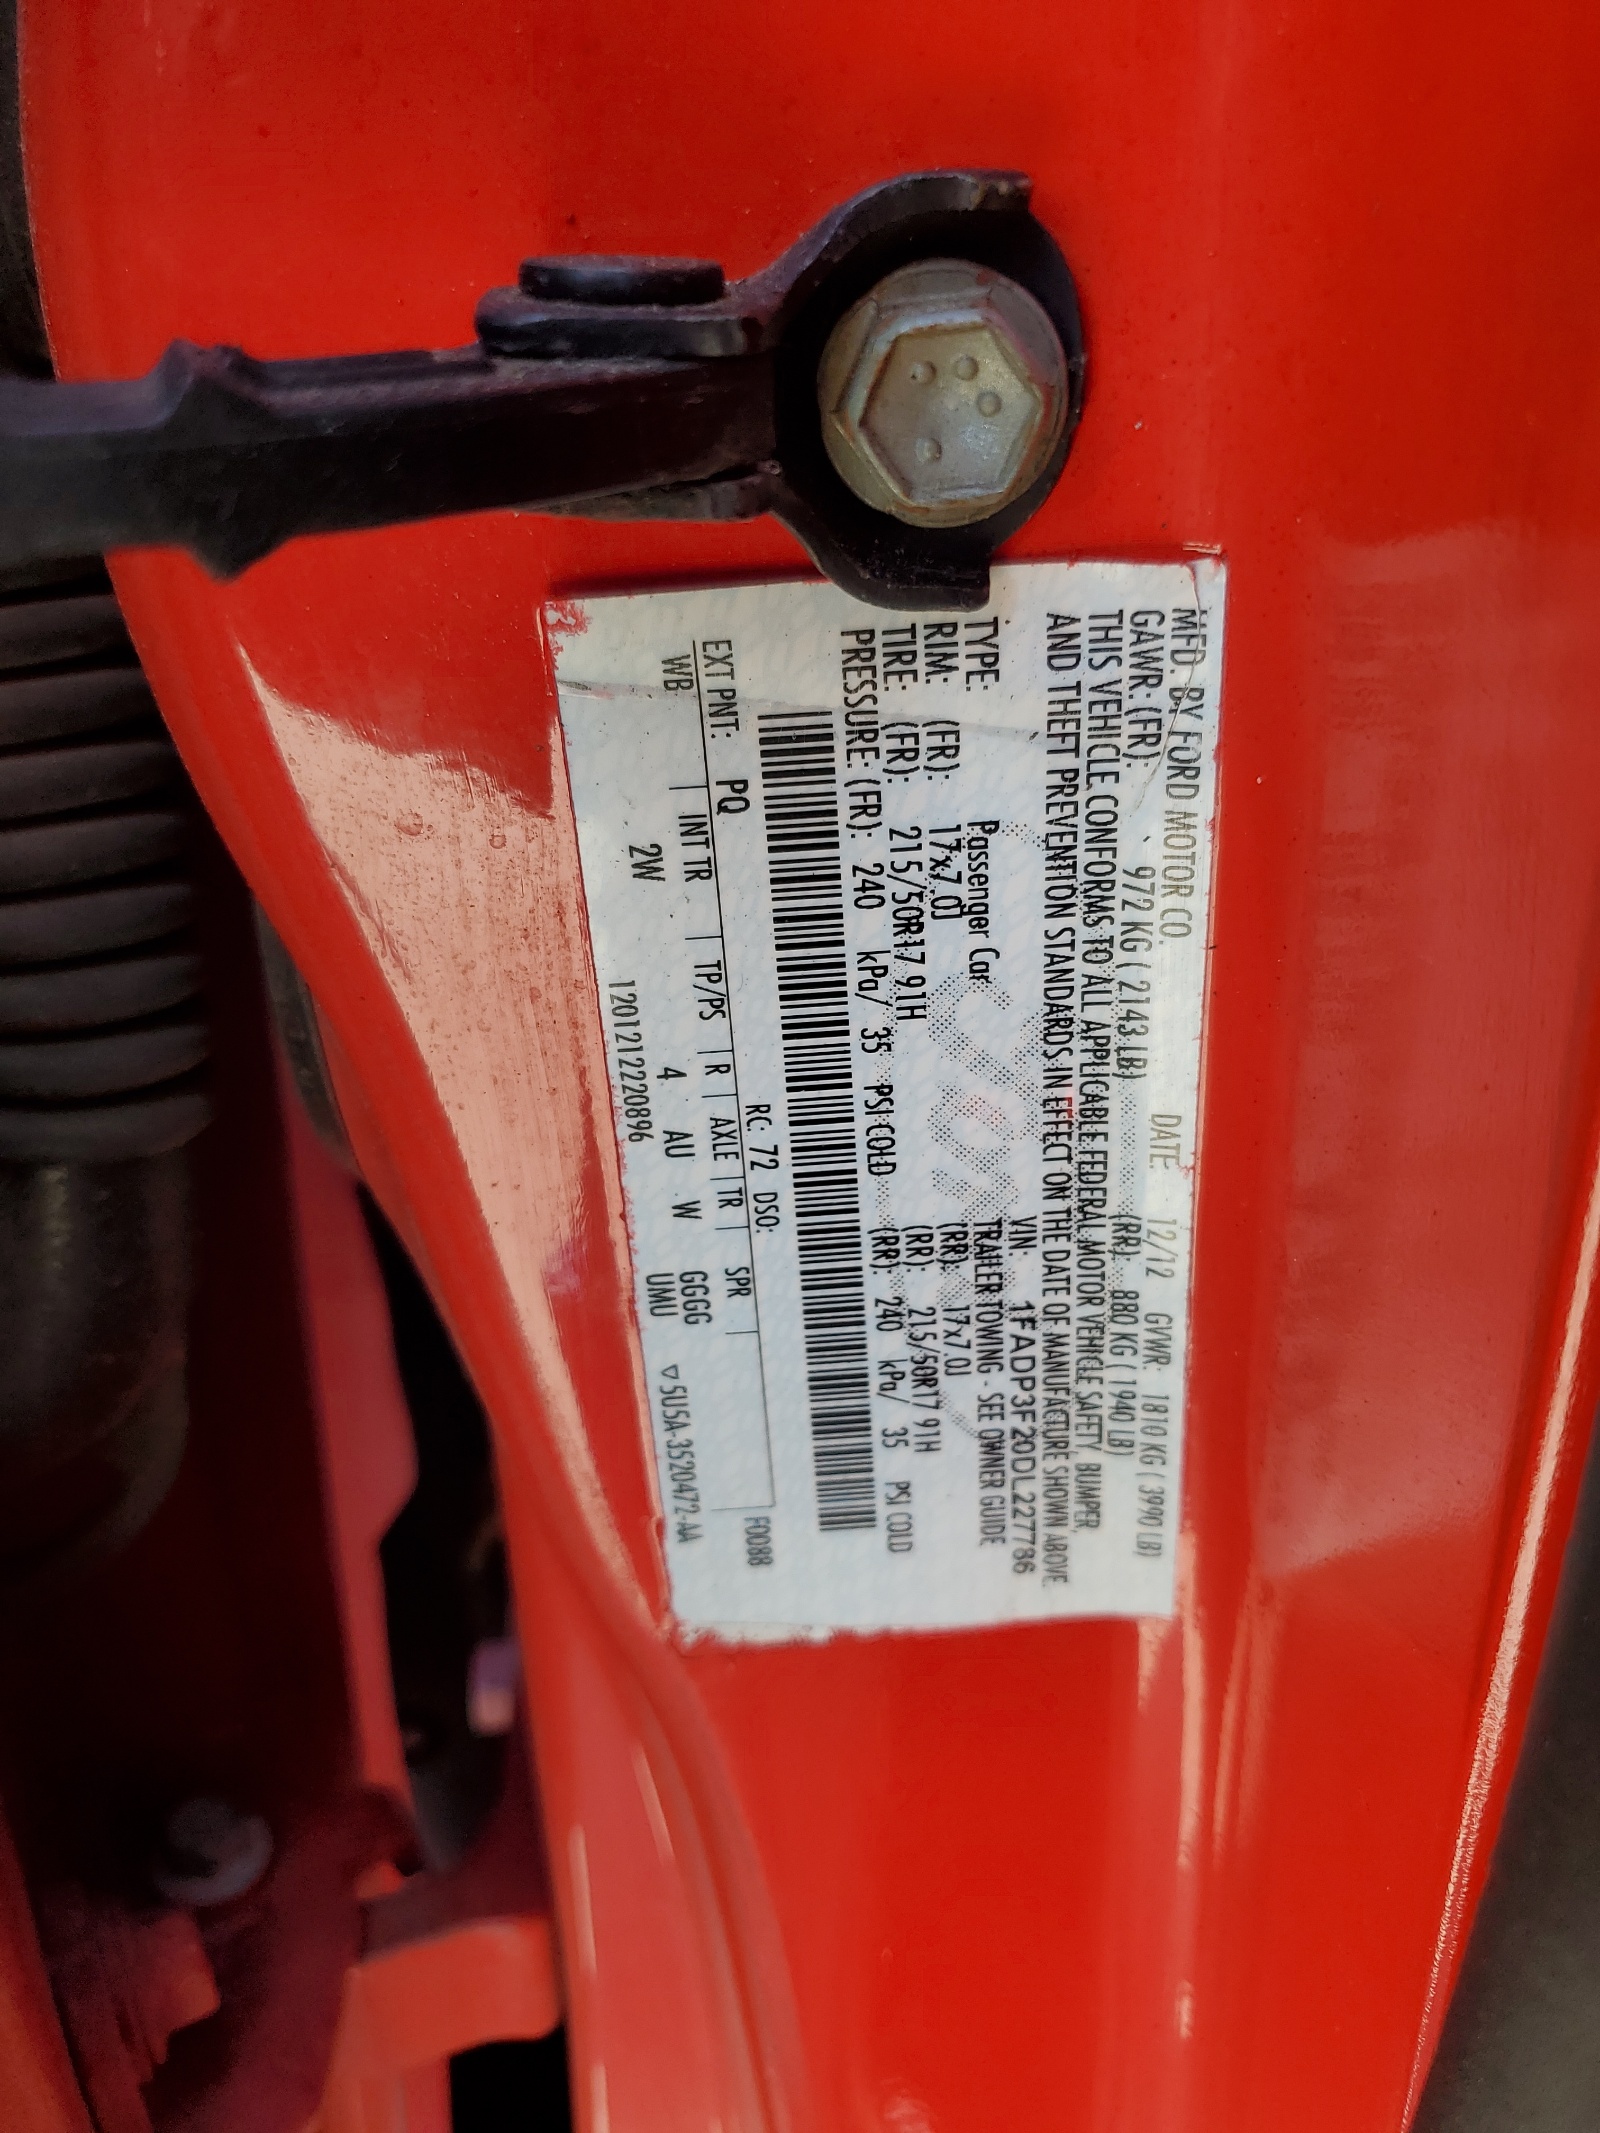 MFD. BY FORD MOTOR CO. DATE: 12/12 GVWR: 1810 KG ( 3990 LB)
GAWR: (FR): 972 KG ( 2143 LB) (RR): 880 KG ( 1940 LB)
THIS VEHICLE CONFORMS TO ALL APPLICABLE FEDERAL MOTOR VEHICLE SAFETY, BUMPER,
AND THEFT PREVENTION STANDARDS IN EFFECT ON THE DATE OF MANUFACTURE SHOWN ABOVE.
VIN: 1FADP3F20DL227786
TYPE: Passenger Car TRAILER TOWING - SEE OWNER GUIDE
RIM: (FR): 17x7.0J (RR): 17x7.0J
TIRE: (FR): 215/50R17 91H (RR): 215/50R17 91H
PRESSURE: (FR): 240 kPa/ 35 PSI COLD (RR): 240 kPa/ 35 PSI COLD
RC: 72 DSO: F0088
EXT PNT: PQ
WB INT TR TP/PS R AXLE TR SPR
2W 4 AU W GGGG
UMU
1201212220896 ▽5U5A-3520472-AA